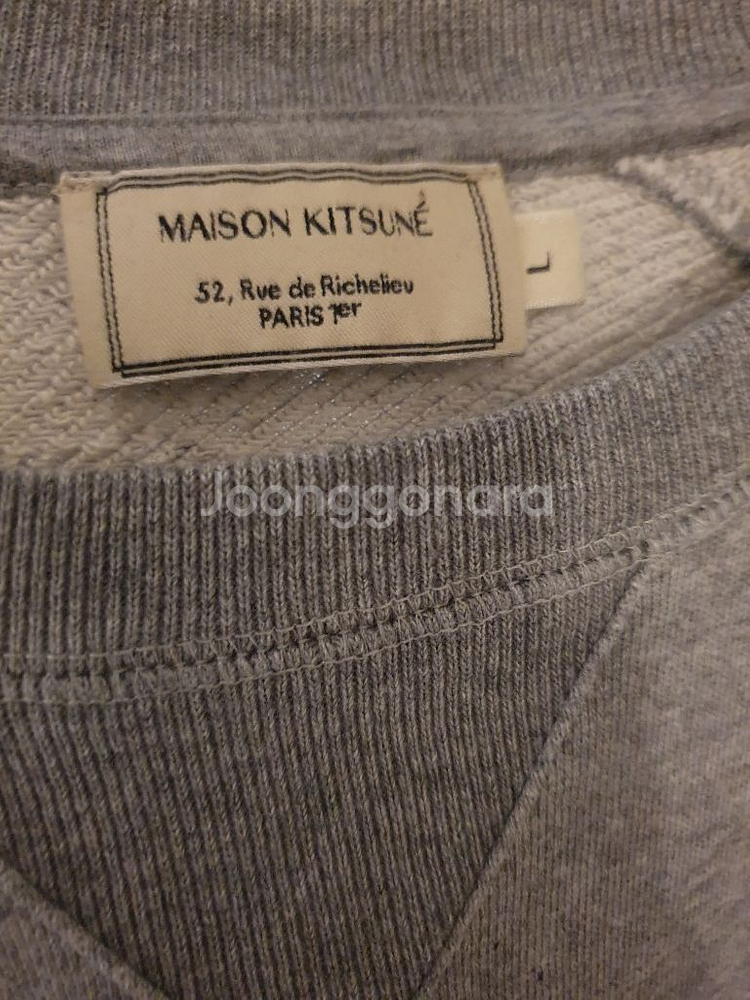 MAISON KITSUNÉ
L
52, Rue de Richelieu
PARIS 1er
Joonggonara